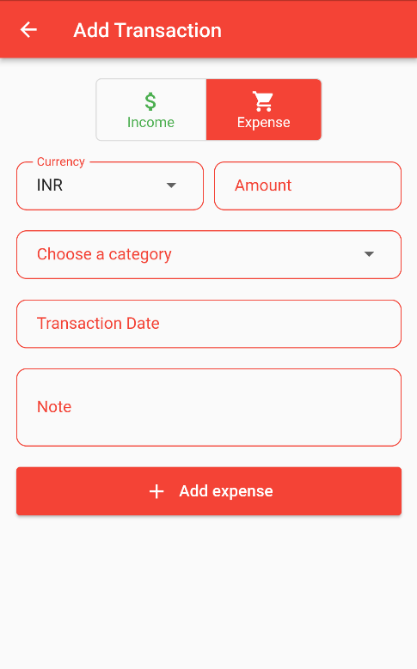 Add Transaction
Income
Expense
Currency
INR
Amount
Choose a category
Transaction Date
Note
Add expense